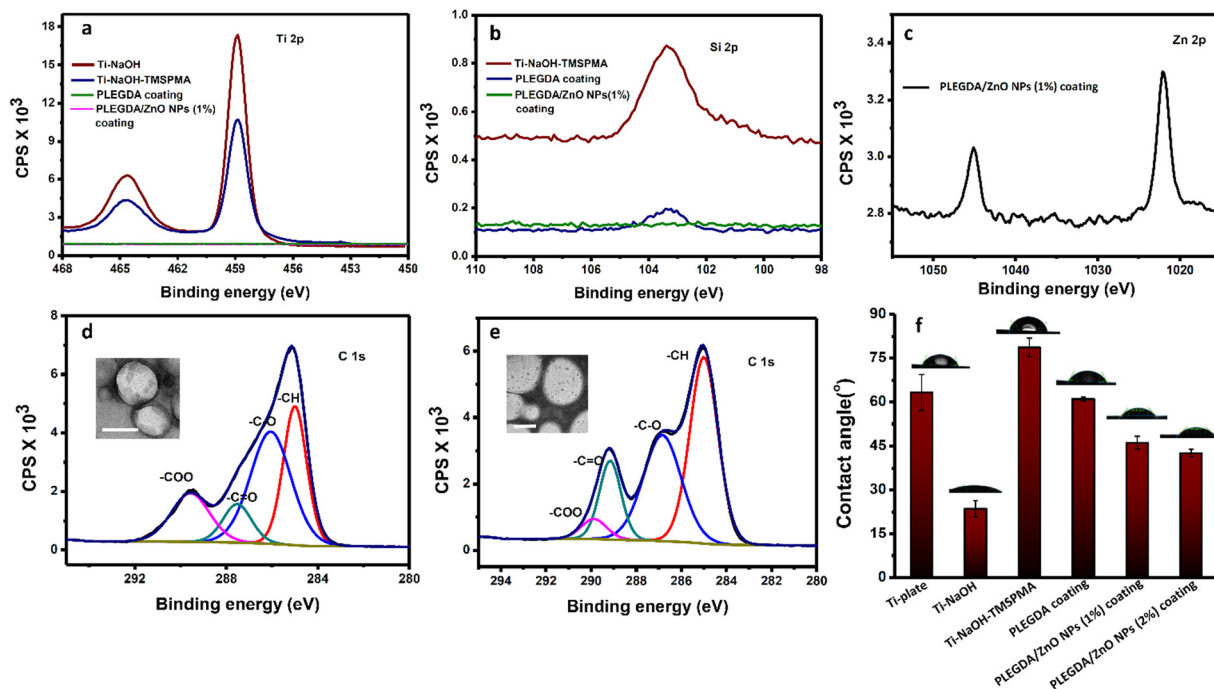 a
Ti 2p
Ti-NaOH
Ti-NaOH-TMSPMA
PLEGDA coating
PLEGDA/ZnO NPs (1%)
coating
CPS X 10³
18
15
12
9
6
3
0
468 465 462 459 456 453 450
Binding energy (eV)
b
Si 2p
Ti-NaOH-TMSPMA
PLEGDA coating
PLEGDA/ZnO NPs(1%)
coating
CPS X 10³
1.0
0.8
0.6
0.4
0.2
0.0
110 108 106 104 102 100 98
Binding energy (eV)
c
Zn 2p
PLEGDA/ZnO NPs (1%) coating
CPS X 10³
3.6
3.2
2.8
1050 1040 1030 1020
Binding energy (eV)
d
C 1s
-CH
-C-O
-COO
-C=O
CPS X 10³
8
6
4
2
0
292 288 284 280
Binding energy (eV)
e
C 1s
-CH
-C-O
-C=O
-COO
CPS X 10³
6
3
0
294 292 290 288 286 284 282 280
Binding energy (eV)
f
Contact angle(°)
90
75
60
45
30
15
0
Ti-plate
Ti-NaOH
Ti-NaOH-TMSPMA
PLEGDA coating
PLEGDA/ZnO NPs (1%) coating
PLEGDA/ZnO NPs (2%) coating